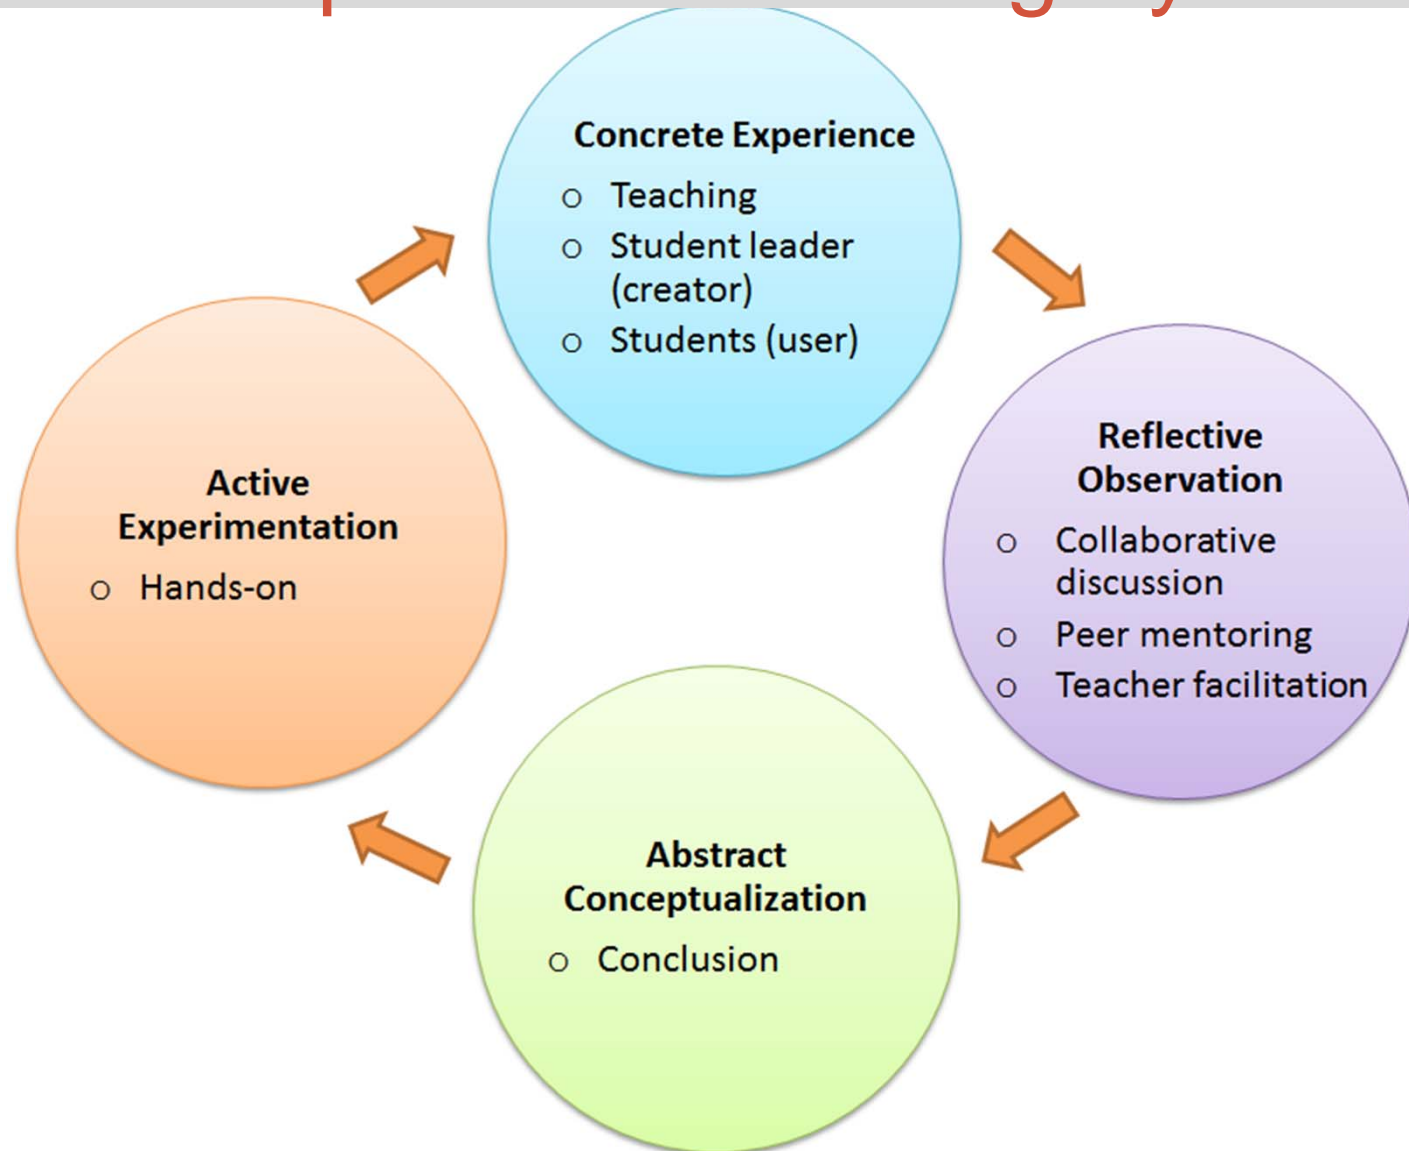 Concrete Experience
o Teaching
o Student leader
(creator)
o Students (user)
Reflective
Observation
o Collaborative
discussion
o Peer mentoring
o Teacher facilitation
Abstract
Conceptualization
o Conclusion
Active
Experimentation
o Hands-on